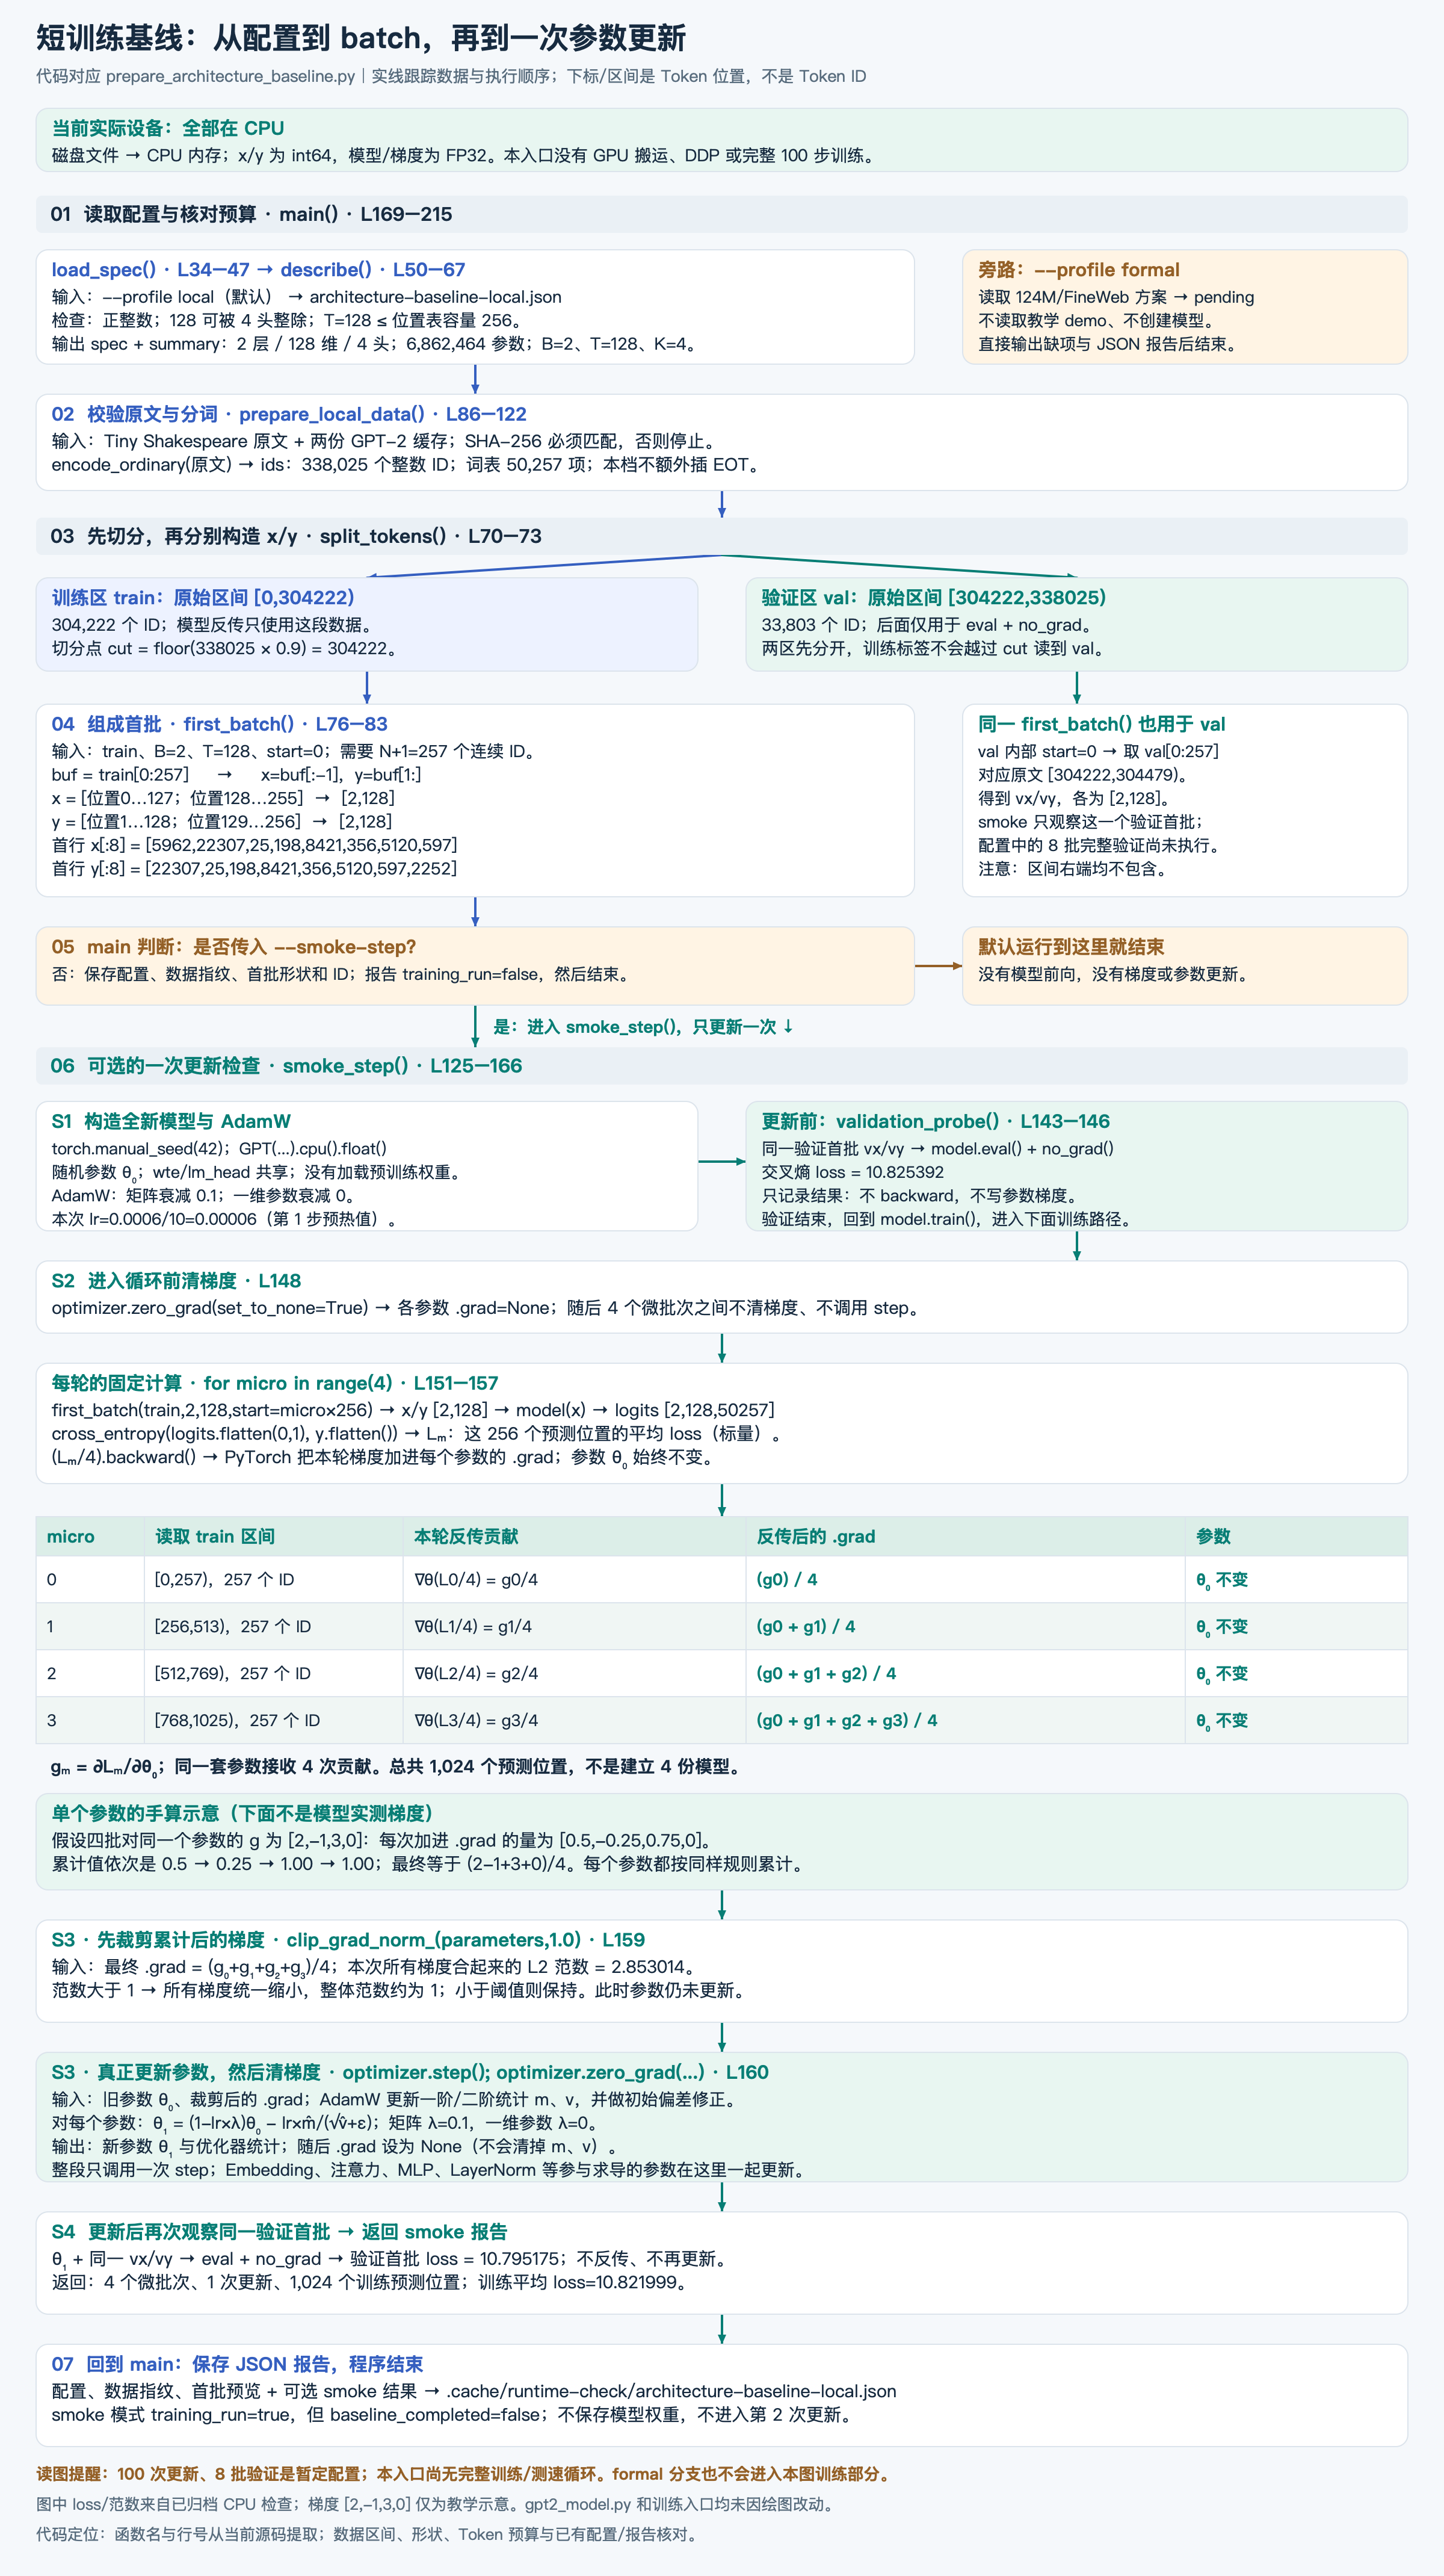 短训练基线：从配置到 batch，再到一次参数更新
代码对应 prepare_architecture_baseline.py｜实线跟踪数据与执行顺序；下标/区间是 Token 位置，不是 Token ID
当前实际设备：全部在 CPU
磁盘文件 → CPU 内存；x/y 为 int64，模型/梯度为 FP32。本入口没有 GPU 搬运、DDP 或完整 100 步训练。
01 读取配置与核对预算 · main() · L169—215
load_spec() · L34—47 → describe() · L50—67
输入：--profile local（默认） → architecture-baseline-local.json
检查：正整数；128 可被 4 头整除；T=128 ≤ 位置表容量 256。
输出 spec + summary：2 层 / 128 维 / 4 头；6,862,464 参数；B=2、T=128、K=4。
旁路：--profile formal
读取 124M/FineWeb 方案 → pending
不读取教学 demo、不创建模型。
直接输出缺项与 JSON 报告后结束。
02 校验原文与分词 · prepare_local_data() · L86—122
输入：Tiny Shakespeare 原文 + 两份 GPT-2 缓存；SHA-256 必须匹配，否则停止。
encode_ordinary(原文) → ids：338,025 个整数 ID；词表 50,257 项；本档不额外插 EOT。
03 先切分，再分别构造 x/y · split_tokens() · L70—73
训练区 train：原始区间 [0,304222)
304,222 个 ID；模型反传只使用这段数据。
切分点 cut = floor(338025 × 0.9) = 304222。
验证区 val：原始区间 [304222,338025)
33,803 个 ID；后面仅用于 eval + no_grad。
两区先分开，训练标签不会越过 cut 读到 val。
04 组成首批 · first_batch() · L76—83
输入：train、B=2、T=128、start=0；需要 N+1=257 个连续 ID。
buf = train[0:257] → x=buf[:-1]，y=buf[1:]
x = [位置0…127；位置128…255] → [2,128]
y = [位置1…128；位置129…256] → [2,128]
首行 x[:8] = [5962,22307,25,198,8421,356,5120,597]
首行 y[:8] = [22307,25,198,8421,356,5120,597,2252]
同一 first_batch() 也用于 val
val 内部 start=0 → 取 val[0:257]
对应原文 [304222,304479)。
得到 vx/vy，各为 [2,128]。
smoke 只观察这一个验证首批；
配置中的 8 批完整验证尚未执行。
注意：区间右端均不包含。
05 main 判断：是否传入 --smoke-step?
否：保存配置、数据指纹、首批形状和 ID；报告 training_run=false，然后结束。
默认运行到这里就结束
没有模型前向，没有梯度或参数更新。
是：进入 smoke_step()，只更新一次 ↓
06 可选的一次更新检查 · smoke_step() · L125—166
S1 构造全新模型与 AdamW
torch.manual_seed(42)；GPT(...).cpu().float()
随机参数 θ₀；wte/lm_head 共享；没有加载预训练权重。
AdamW：矩阵衰减 0.1；一维参数衰减 0。
本次 lr=0.0006/10=0.00006（第 1 步预热值）。
更新前：validation_probe() · L143—146
同一验证首批 vx/vy → model.eval() + no_grad()
交叉熵 loss = 10.825392
只记录结果：不 backward，不写参数梯度。
验证结束，回到 model.train()，进入下面训练路径。
S2 进入循环前清梯度 · L148
optimizer.zero_grad(set_to_none=True) → 各参数 .grad=None；随后 4 个微批次之间不清梯度、不调用 step。
每轮的固定计算 · for micro in range(4) · L151—157
first_batch(train,2,128,start=micro×256) → x/y [2,128] → model(x) → logits [2,128,50257]
cross_entropy(logits.flatten(0,1), y.flatten()) → Lₘ：这 256 个预测位置的平均 loss（标量）。
(Lₘ/4).backward() → PyTorch 把本轮梯度加进每个参数的 .grad；参数 θ₀ 始终不变。
micro 读取 train 区间 本轮反传贡献 反传后的 .grad 参数
0 [0,257)，257 个 ID ∇θ(L0/4) = g0/4 (g0) / 4 θ₀ 不变
1 [256,513)，257 个 ID ∇θ(L1/4) = g1/4 (g0 + g1) / 4 θ₀ 不变
2 [512,769)，257 个 ID ∇θ(L2/4) = g2/4 (g0 + g1 + g2) / 4 θ₀ 不变
3 [768,1025)，257 个 ID ∇θ(L3/4) = g3/4 (g0 + g1 + g2 + g3) / 4 θ₀ 不变
gₘ = ∂Lₘ/∂θ₀；同一套参数接收 4 次贡献。总共 1,024 个预测位置，不是建立 4 份模型。
单个参数的手算示意（下面不是模型实测梯度）
假设四批对同一个参数的 g 为 [2,−1,3,0]：每次加进 .grad 的量为 [0.5,−0.25,0.75,0]。
累计值依次是 0.5 → 0.25 → 1.00 → 1.00；最终等于 (2−1+3+0)/4。每个参数都按同样规则累计。
S3 · 先裁剪累计后的梯度 · clip_grad_norm_(parameters,1.0) · L159
输入：最终 .grad = (g₀+g₁+g₂+g₃)/4；本次所有梯度合起来的 L2 范数 = 2.853014。
范数大于 1 → 所有梯度统一缩小，整体范数约为 1；小于阈值则保持。此时参数仍未更新。
S3 · 真正更新参数，然后清梯度 · optimizer.step(); optimizer.zero_grad(...) · L160
输入：旧参数 θ₀、裁剪后的 .grad；AdamW 更新一阶/二阶统计 m、v，并做初始偏差修正。
对每个参数：θ₁ = (1−lr×λ)θ₀ − lr×m̂/(√v̂+ε)；矩阵 λ=0.1，一维参数 λ=0。
输出：新参数 θ₁ 与优化器统计；随后 .grad 设为 None（不会清掉 m、v）。
整段只调用一次 step；Embedding、注意力、MLP、LayerNorm 等参与求导的参数在这里一起更新。
S4 更新后再次观察同一验证首批 → 返回 smoke 报告
θ₁ + 同一 vx/vy → eval + no_grad → 验证首批 loss = 10.795175；不反传、不再更新。
返回：4 个微批次、1 次更新、1,024 个训练预测位置；训练平均 loss=10.821999。
07 回到 main：保存 JSON 报告，程序结束
配置、数据指纹、首批预览 + 可选 smoke 结果 → .cache/runtime-check/architecture-baseline-local.json
smoke 模式 training_run=true，但 baseline_completed=false；不保存模型权重，不进入第 2 次更新。
读图提醒：100 次更新、8 批验证是暂定配置；本入口尚无完整训练/测速循环。formal 分支也不会进入本图训练部分。
图中 loss/范数来自已归档 CPU 检查；梯度 [2,−1,3,0] 仅为教学示意。gpt2_model.py 和训练入口均未因绘图改动。
代码定位：函数名与行号从当前源码提取；数据区间、形状、Token 预算与已有配置/报告核对。